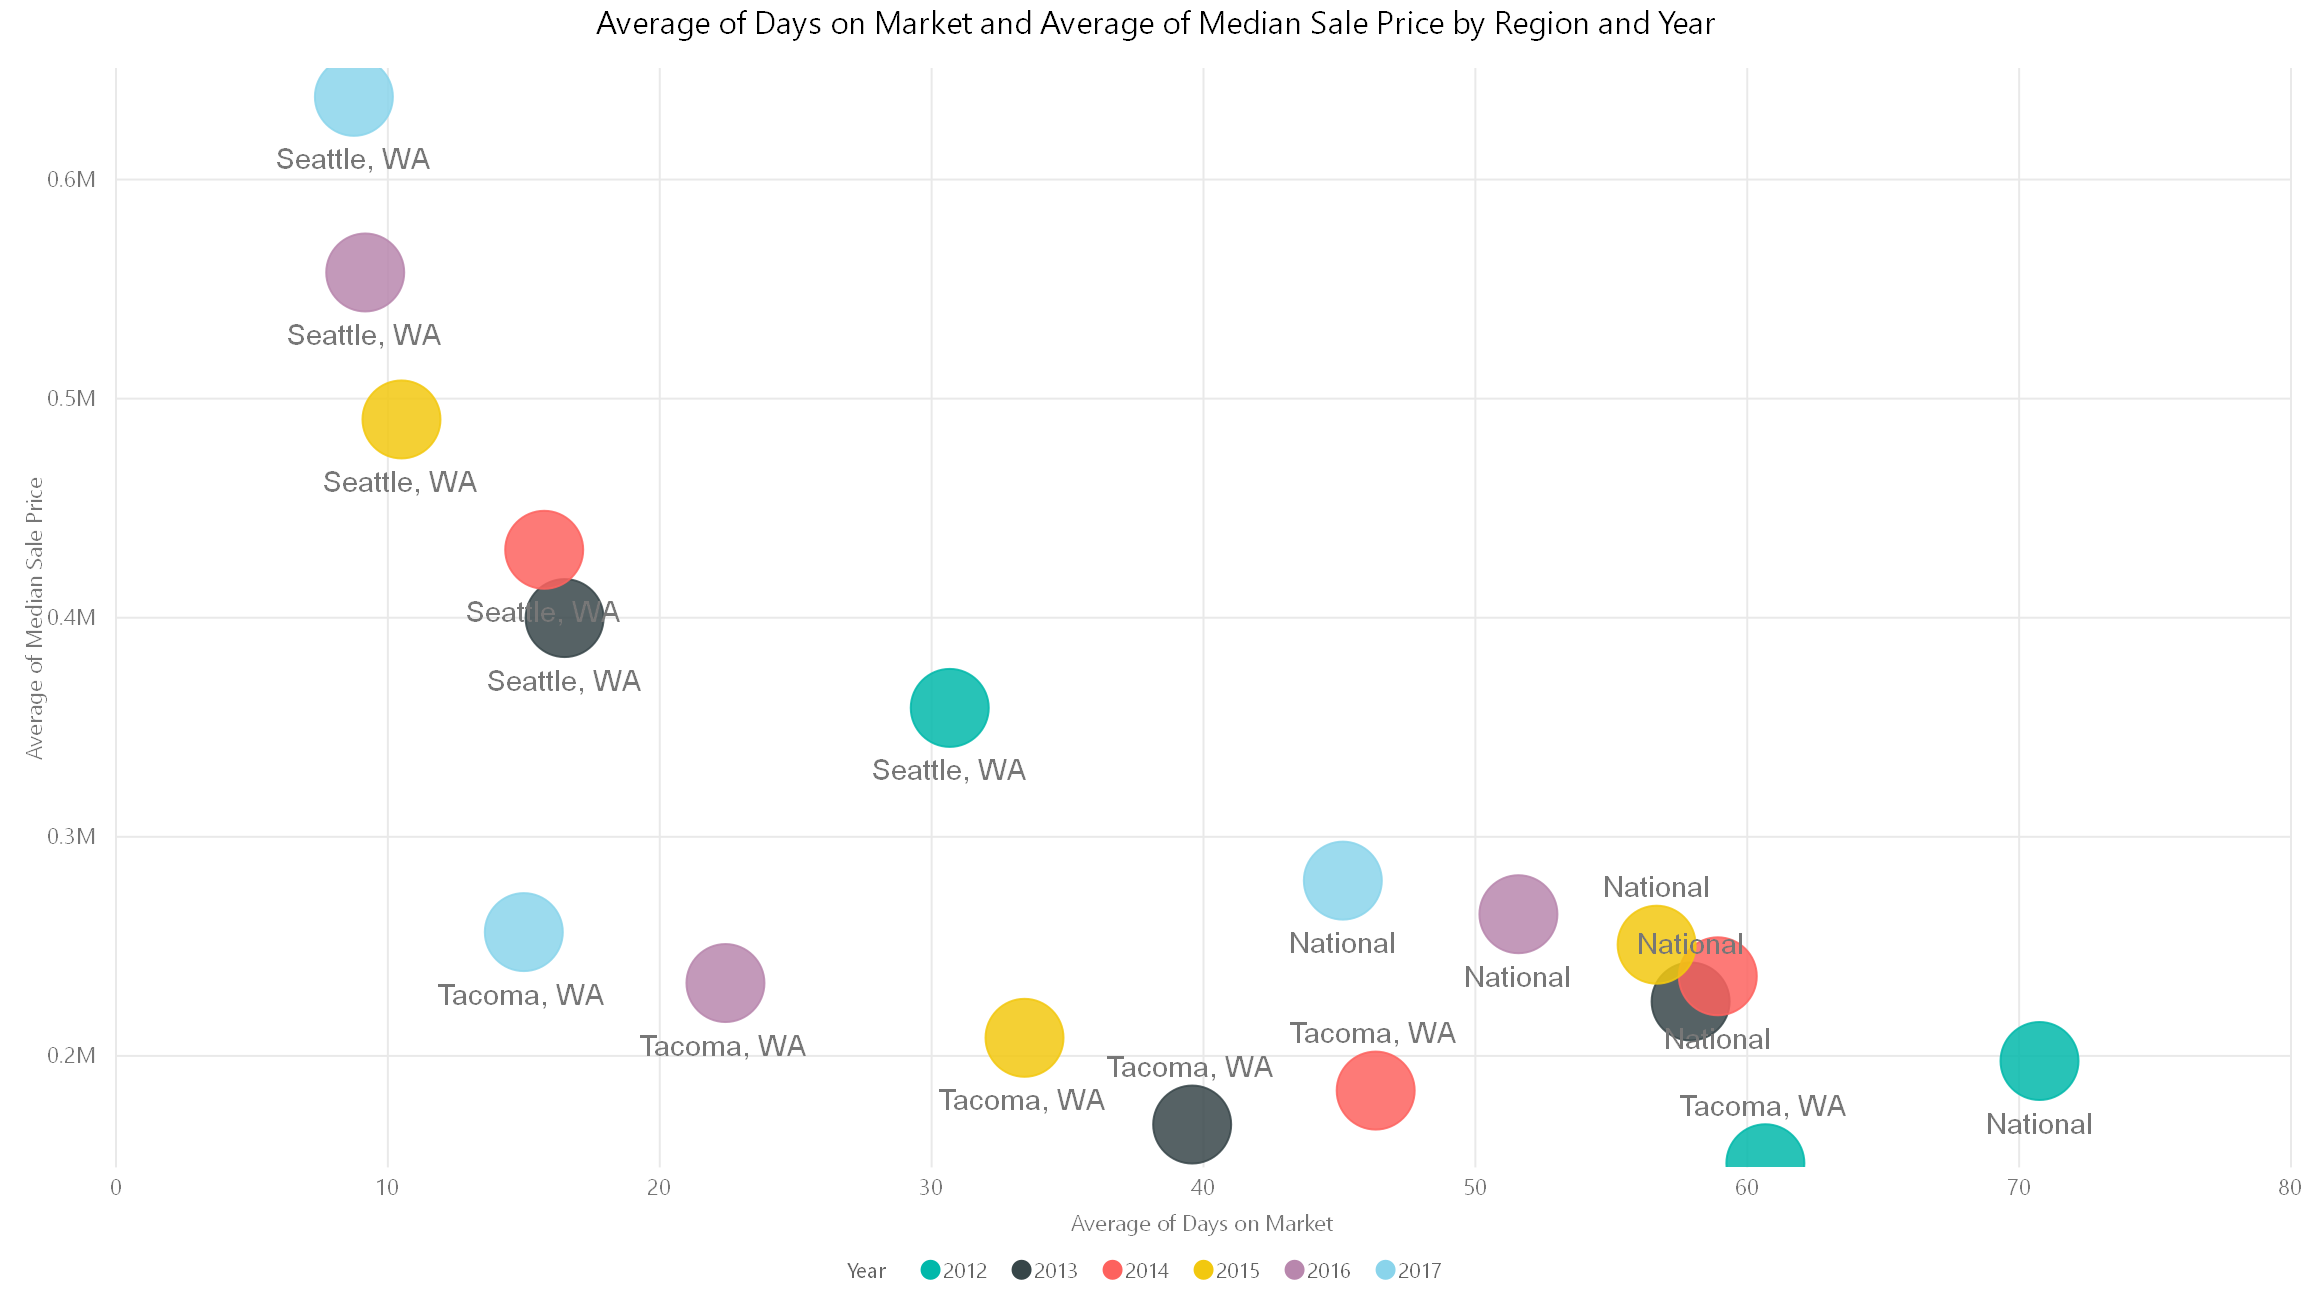 Average of Days on Market and Average of Median Sale Price by Region and Year
Seattle, WA
0.6M
Seattle, WA
0.5M
Seattle, WA
Average of Median Sale Price
Seattle, WA
0.4M
Seattle, WA
Seattle, WA
0.3M
National
National
National
National
Tacoma, WA
Tacoma, WA
Tacoma, WA
National
0.2M
Tacoma, WA
Tacoma, WA
Tacoma, WA
National
0 10 20 30 40 50 60 70 80
Average of Days on Market
Year 2012 2013 2014 2015 2016 2017